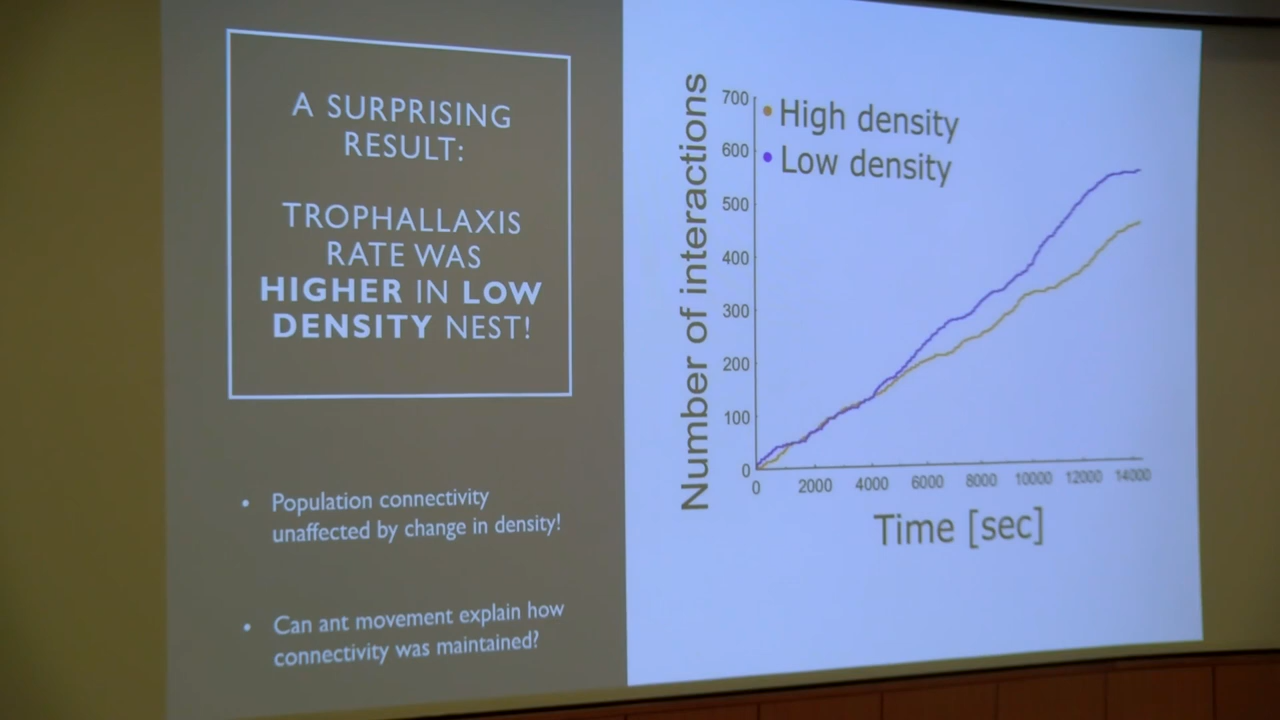 A SURPRISING
RESULT:
TROPHALLAXIS
RATE WAS
HIGHER IN LOW
DENSITY NEST!
• Population connectivity
unaffected by change in density!
• Can ant movement explain how
connectivity was maintained?
Number of interactions
700
600
500
400
300
200
100
0
• High density
• Low density
0 2000 4000 6000 8000 10000 12000 14000
Time [sec]